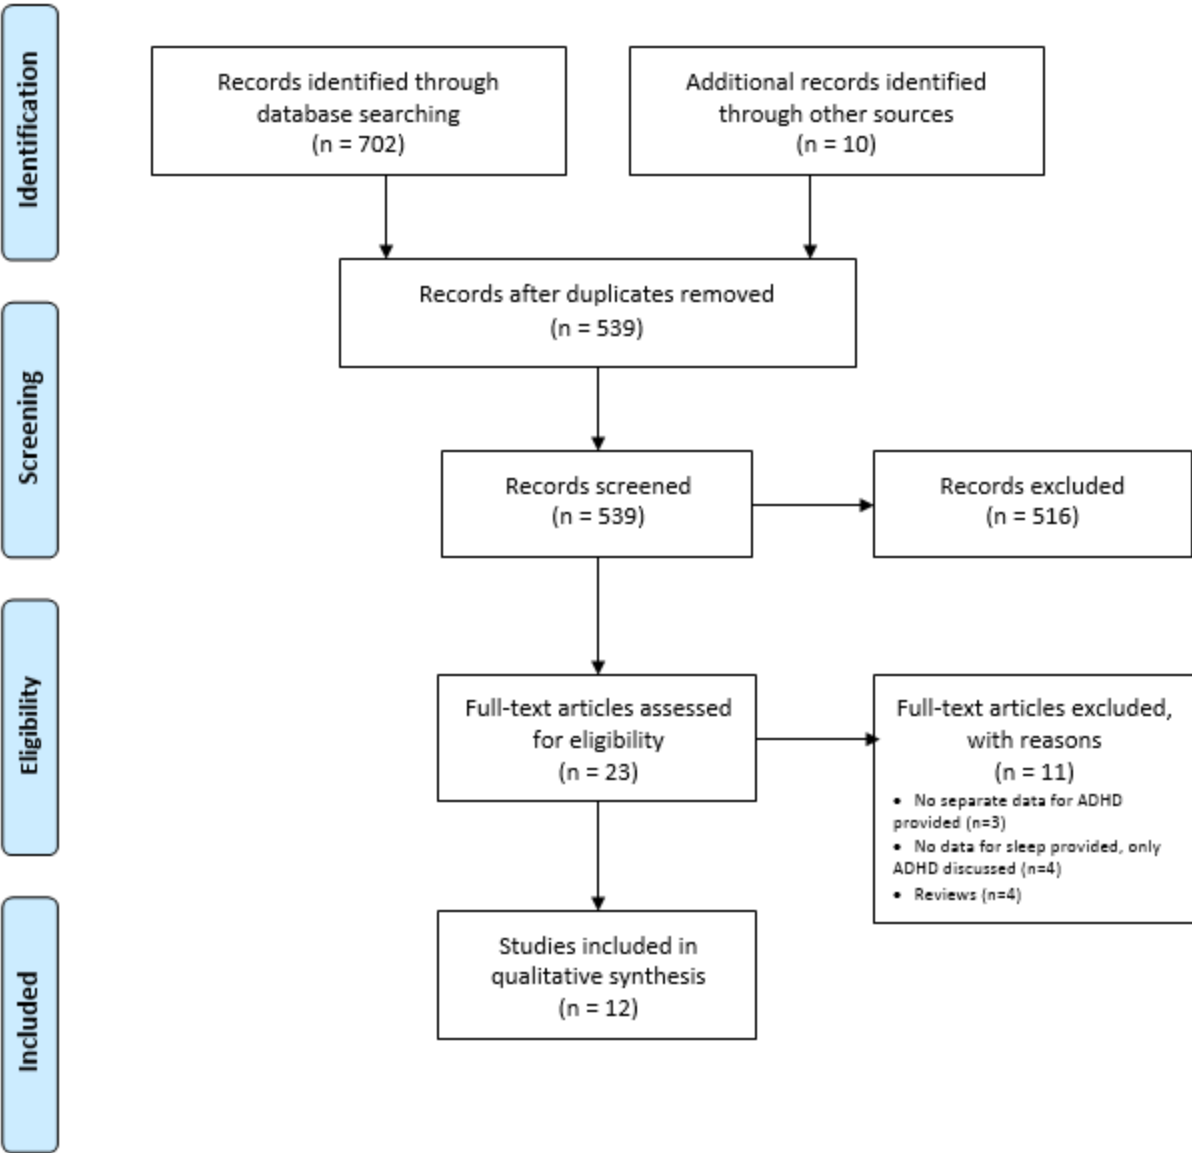 Identification
Records identified through
database searching
(n = 702)
Additional records identified
through other sources
(n = 10)
Records after duplicates removed
(n = 539)
Screening
Records screened
(n = 539)
Records excluded
(n = 516)
Eligibility
Full-text articles assessed
for eligibility
(n = 23)
Full-text articles excluded,
with reasons
(n = 11)
• No separate data for ADHD
provided (n=3)
• No data for sleep provided, only
ADHD discussed (n=4)
• Reviews (n=4)
Included
Studies included in
qualitative synthesis
(n = 12)